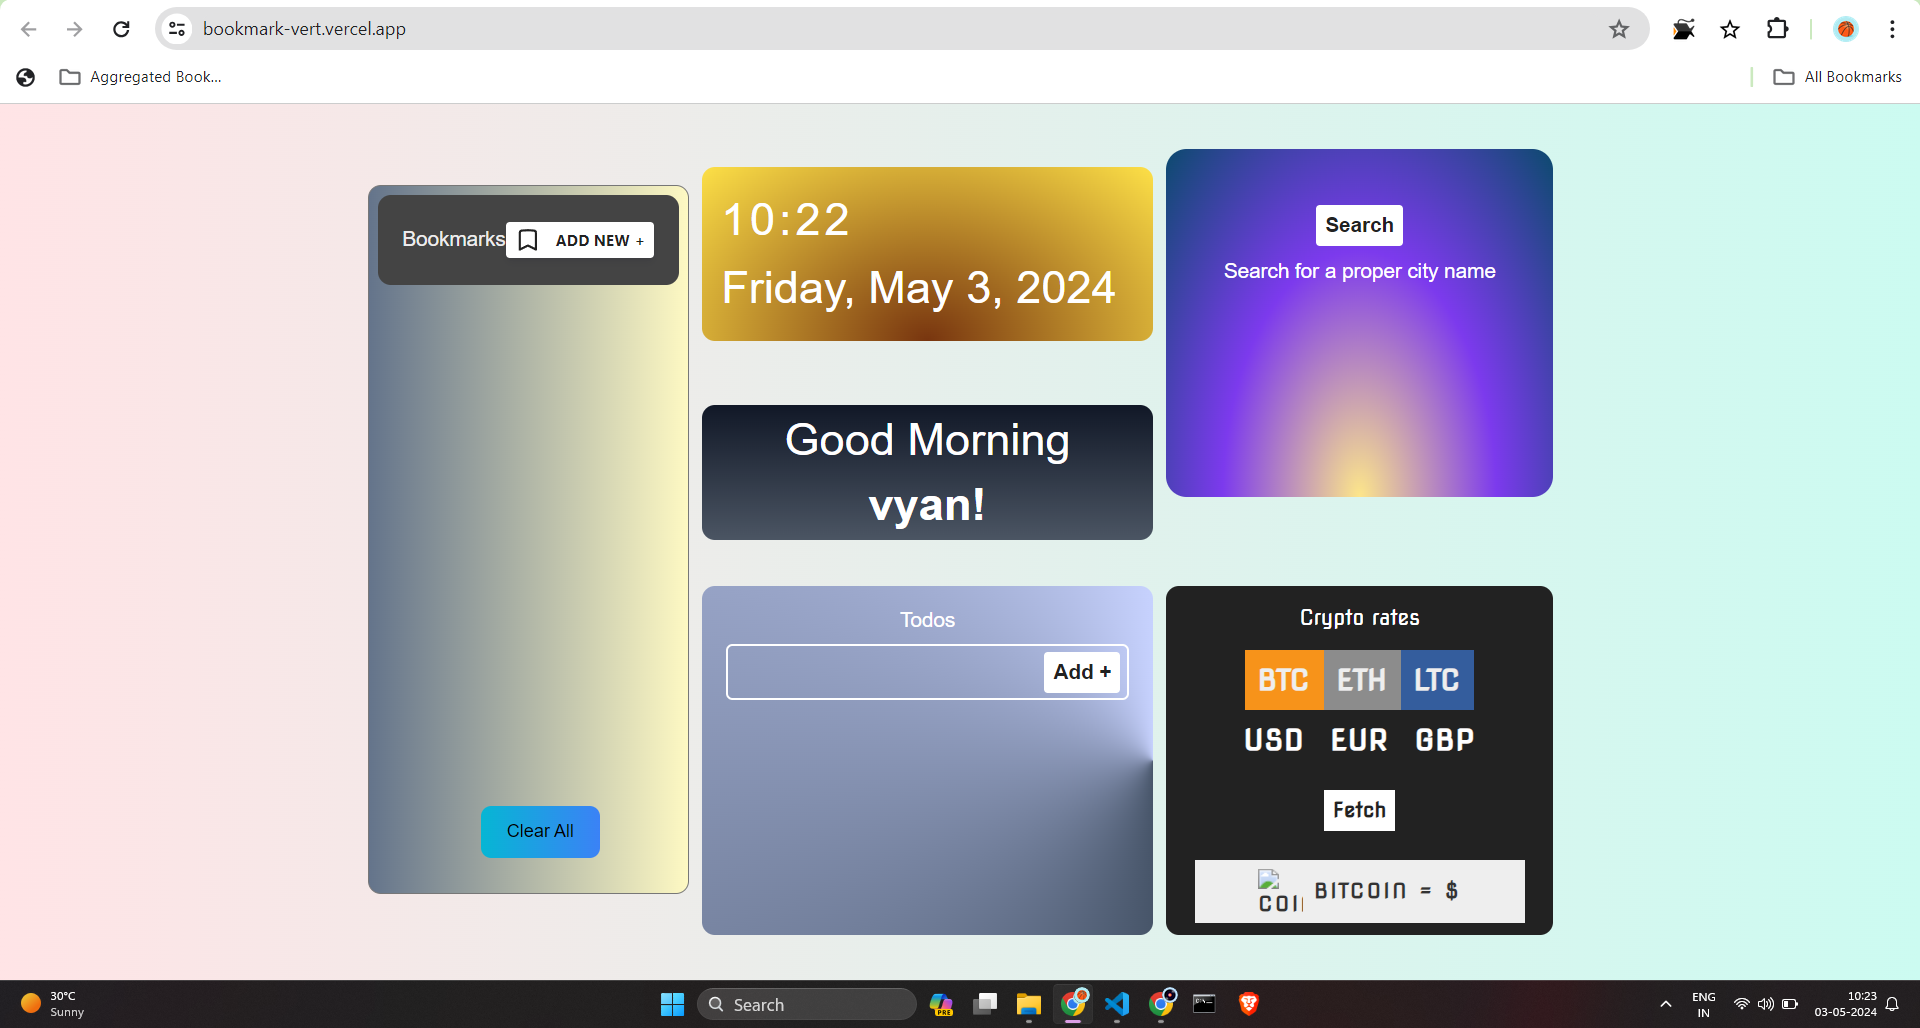 bookmark-vert.vercel.app
Aggregated Book...
All Bookmarks
Bookmarks
ADD NEW +
10:22
Friday, May 3, 2024
Search
Search for a proper city name
Good Morning
vyan!
Todos
Add +
Crypto rates
BTC ETH LTC
USD EUR GBP
Fetch
BITCOIN = $
Clear All
30°C
Sunny
Search
PRE
ENG
IN
10:23
03-05-2024